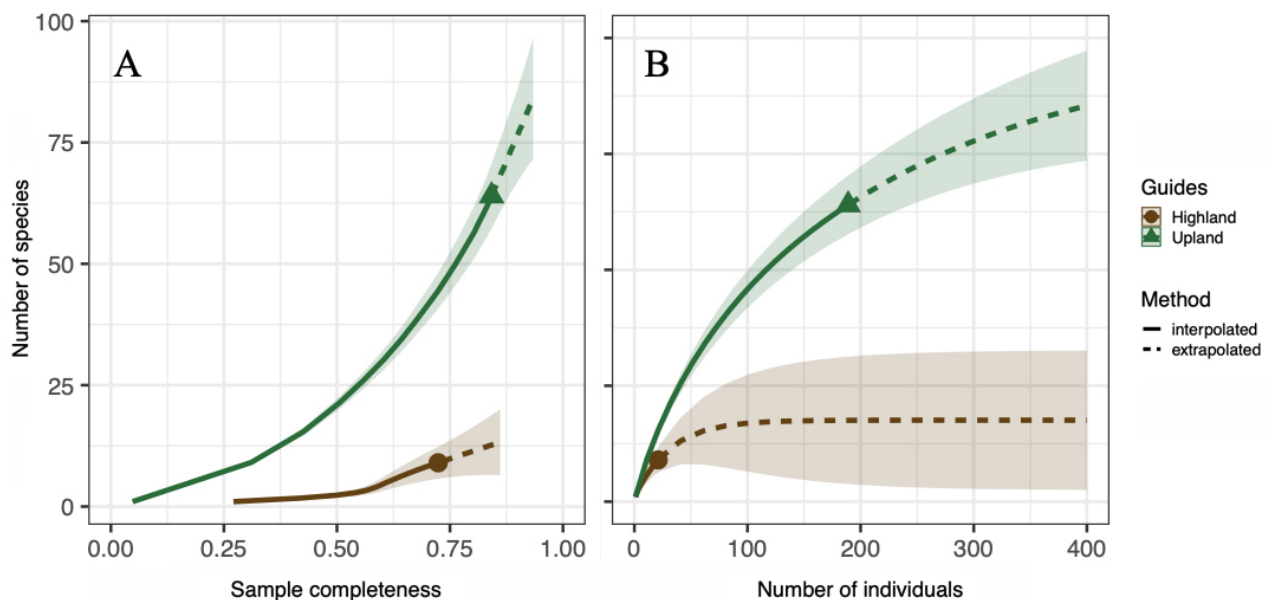 A
B
Number of species
100
75
50
25
0
0.00 0.25 0.50 0.75 1.00
Sample completeness
0 100 200 300 400
Number of individuals
Guides
Highland
Upland
Method
interpolated
extrapolated